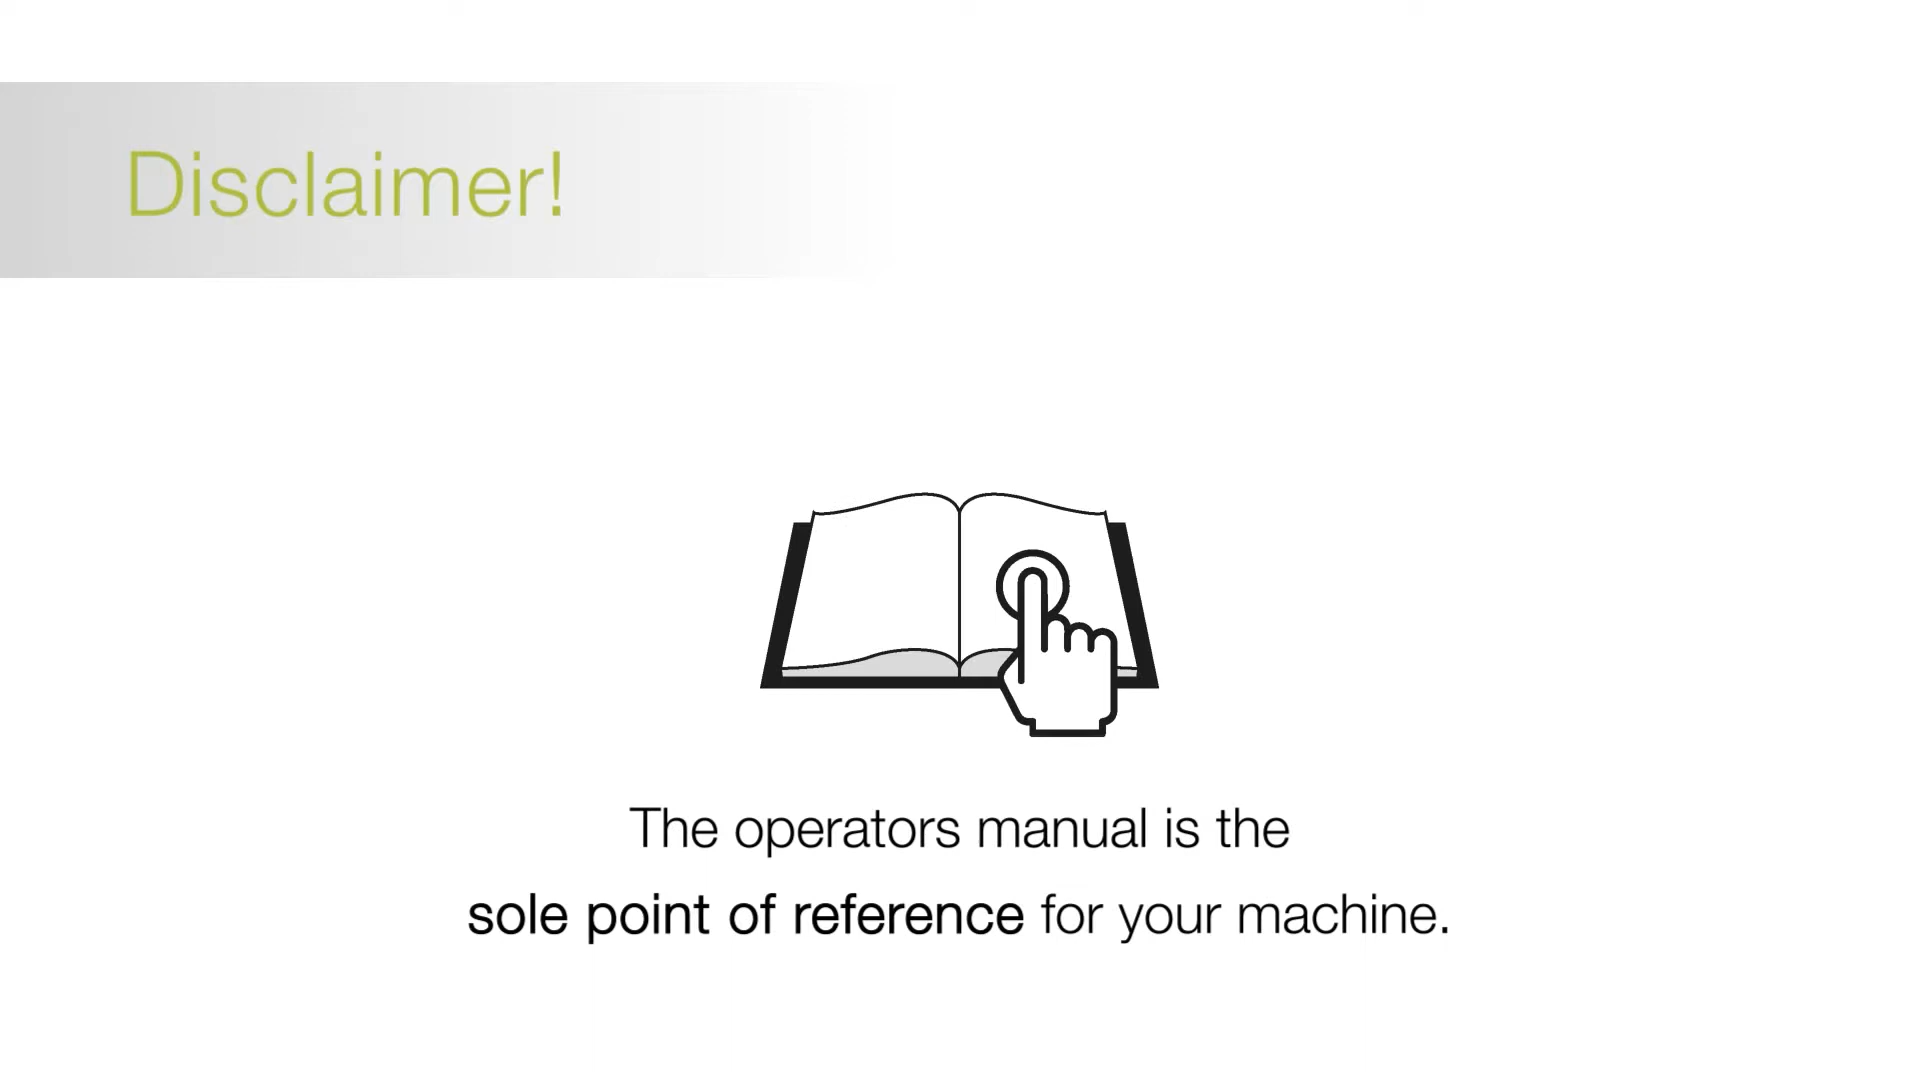 Disclaimer!
The operators manual is the
sole point of reference for your machine.